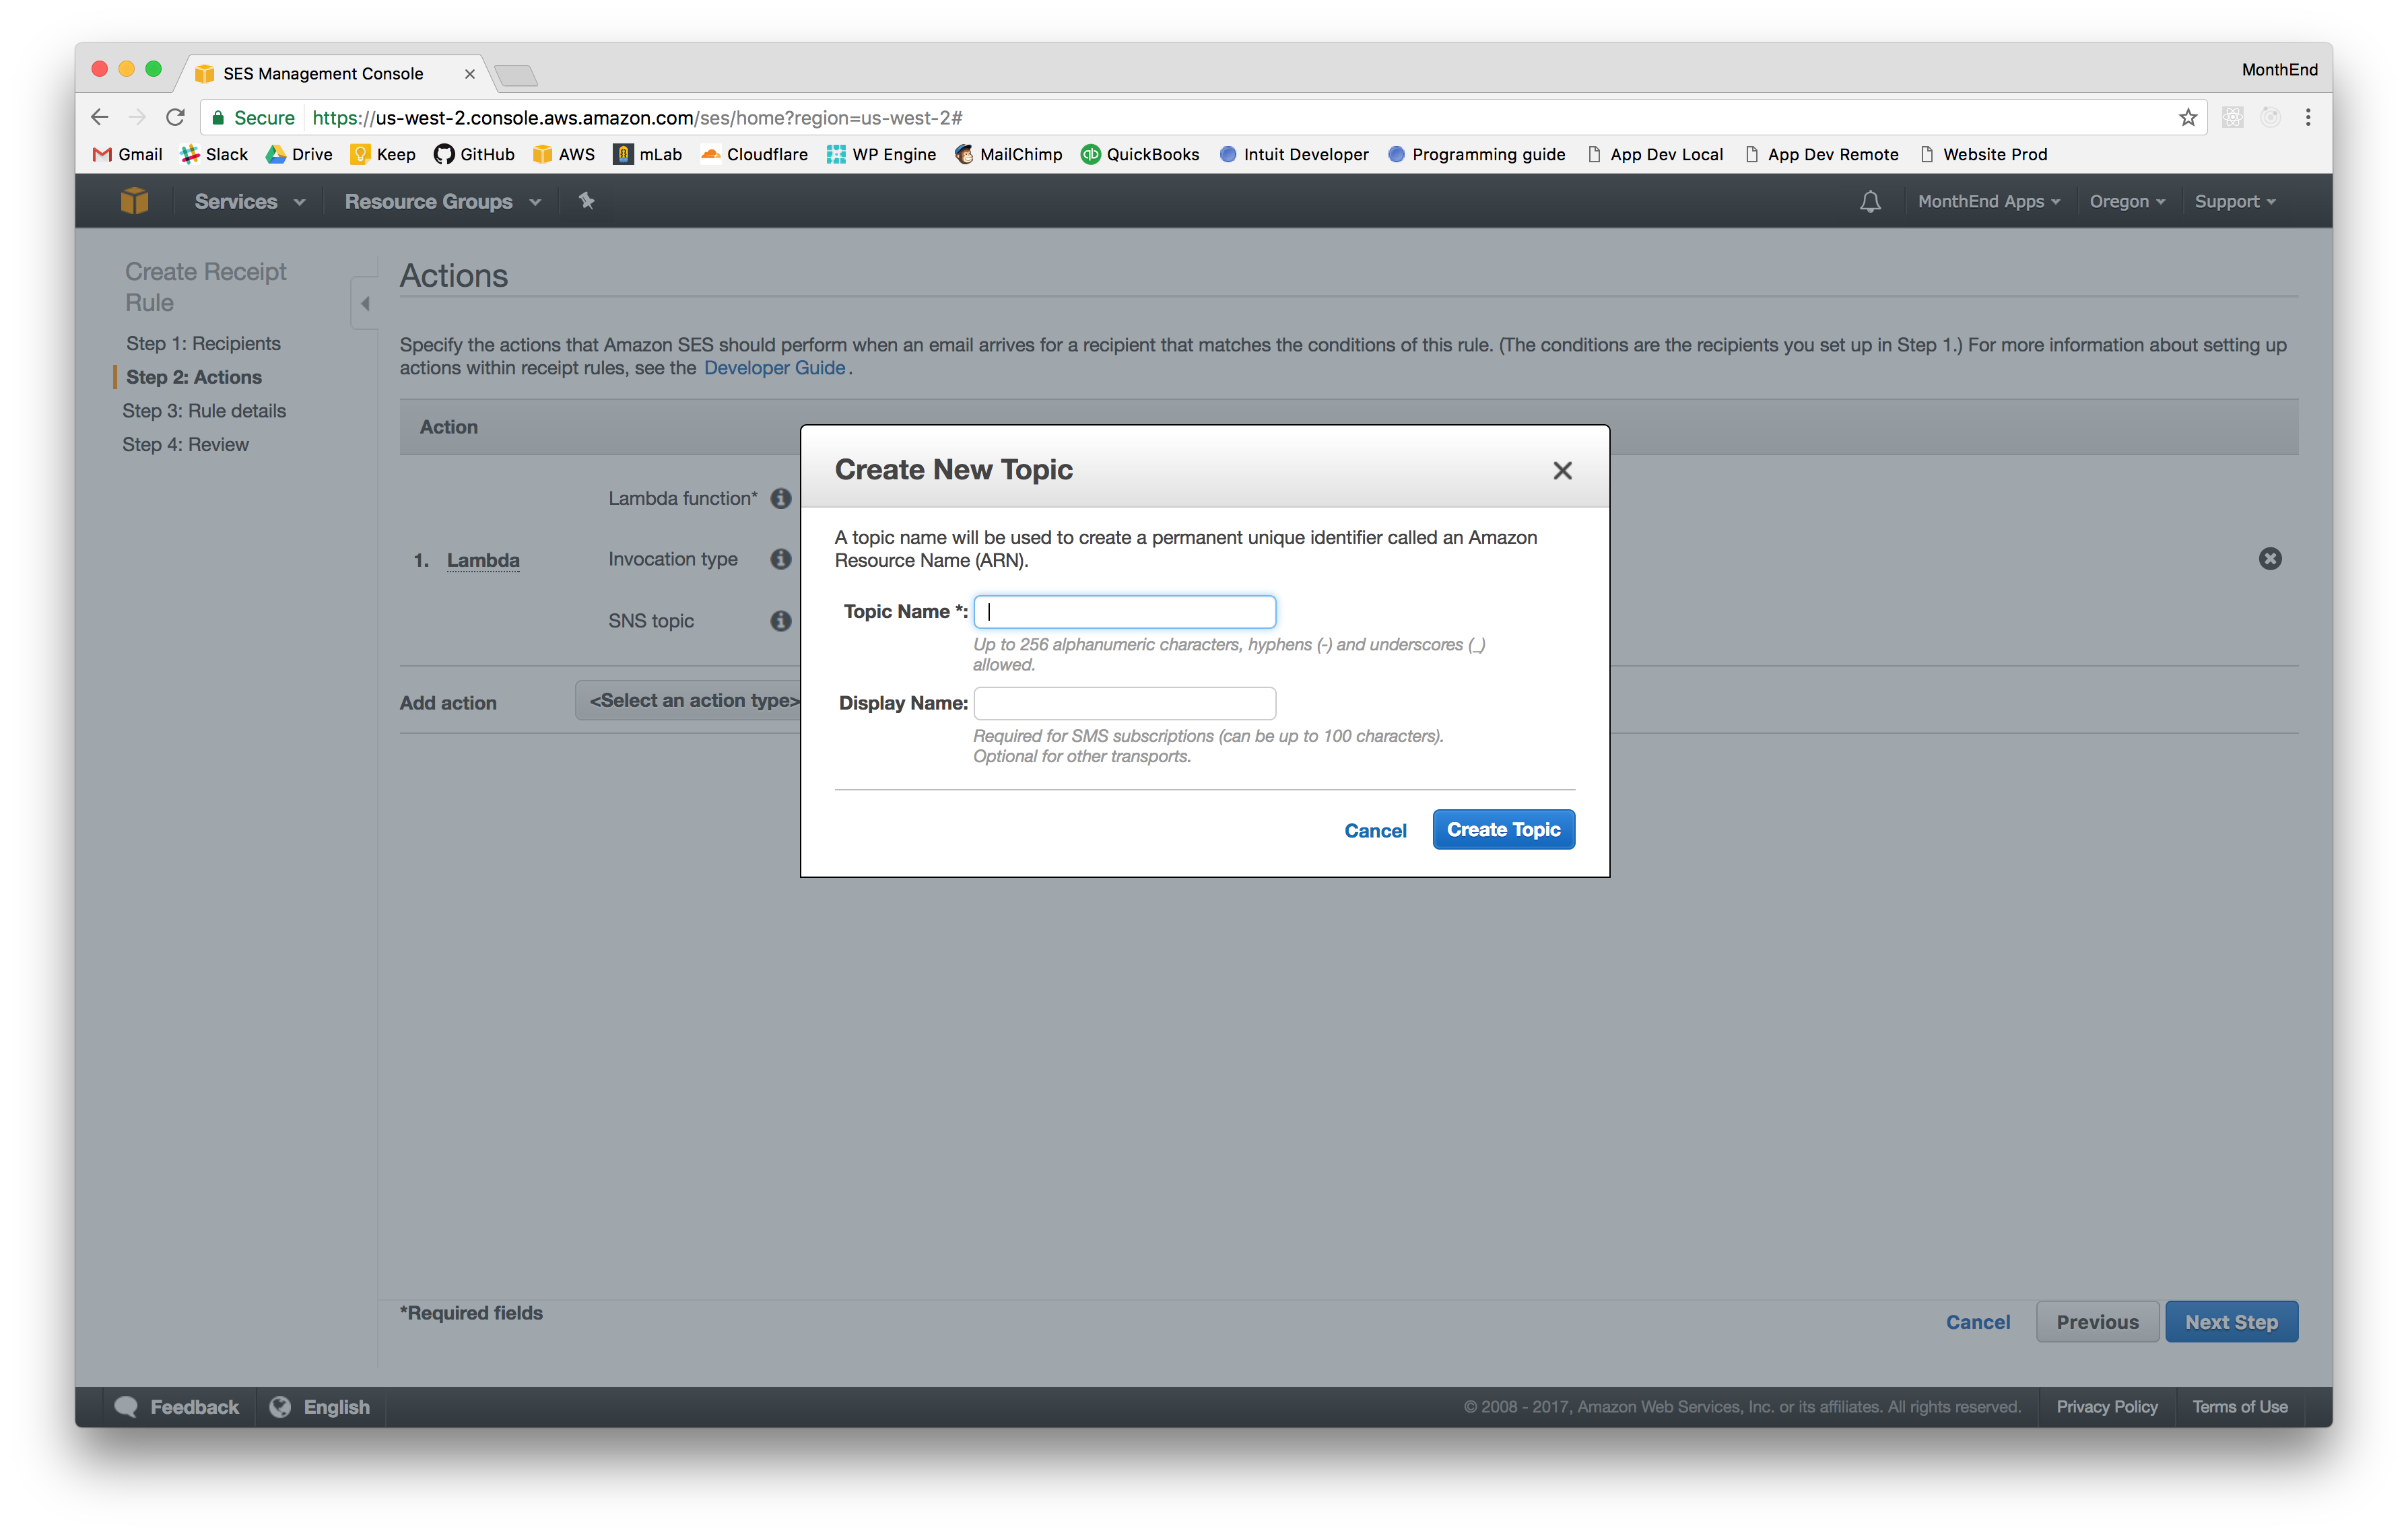 SES Management Console
MonthEnd
Secure https://us-west-2.console.aws.amazon.com/ses/home?region=us-west-2#
Gmail Slack Drive Keep GitHub AWS mLab Cloudflare WP Engine MailChimp QuickBooks Intuit Developer Programming guide App Dev Local App Dev Remote Website Prod
Services Resource Groups MonthEnd Apps Oregon Support
Create Receipt
Rule
Step 1: Recipients
Step 2: Actions
Step 3: Rule details
Step 4: Review
Actions
Specify the actions that Amazon SES should perform when an email arrives for a recipient that matches the conditions of this rule. (The conditions are the recipients you set up in Step 1.) For more information about setting up
actions within receipt rules, see the Developer Guide.
Action
Lambda function*
1. Lambda Invocation type
SNS topic
Add action <Select an action type>
Create New Topic
A topic name will be used to create a permanent unique identifier called an Amazon
Resource Name (ARN).
Topic Name *:
Up to 256 alphanumeric characters, hyphens (-) and underscores (_)
allowed.
Display Name:
Required for SMS subscriptions (can be up to 100 characters).
Optional for other transports.
Cancel Create Topic
*Required fields
Cancel Previous Next Step
Feedback English © 2008 - 2017, Amazon Web Services, Inc. or its affiliates. All rights reserved. Privacy Policy Terms of Use